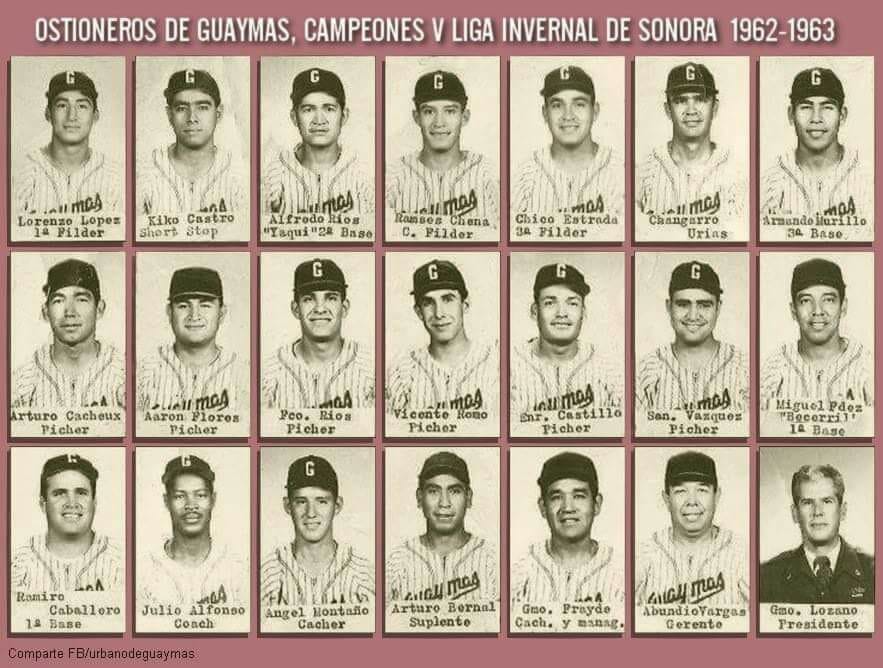 OSTIONEROS DE GUAYMAS, CAMPEONES V LIGA INVERNAL DE SONORA 1962-1963
G G G G G G G
Lorenzo Lopez
1ª Filder
Kiko Castro
Short Stop
Alfredo Rios
"Yaqui"2ª Base
Ramses Chena
C. Filder
Chico Estrada
3ª Filder
Changarro
Urias
Armando Murillo
3ª Base
G G G G
Arturo Cacheux
Picher
Aaron Flores
Picher
Fco. Rios
Picher
Vicente Romo
Picher
Enr. Castillo
Picher
San. Vazquez
Picher
Miguel Fdez
"Becerril"
1ª Base
G G G
Ramiro
Caballero
1ª Base
Julio Alfonso
Coach
Angel Montaño
Cacher
Arturo Bernal
Suplente
Gmo. Frayde
Cach. y manag.
Abundio Vargas
Gerente
Gmo. Lozano
Presidente
Comparte FB/urbanodeguaymas